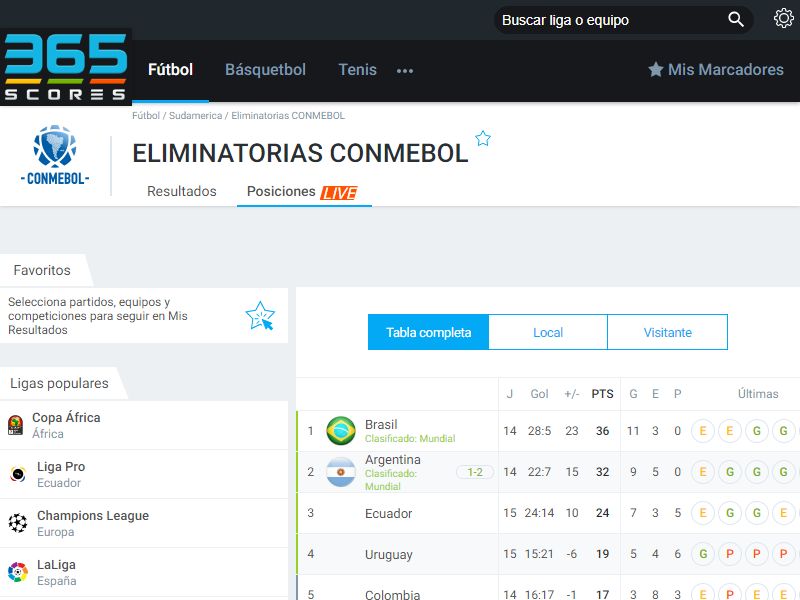 Buscar liga o equipo
365
SCORES
Fútbol
Básquetbol
Tenis
Mis Marcadores
Fútbol / Sudamerica / Eliminatorias CONMEBOL
ELIMINATORIAS CONMEBOL
-CONMEBOL-
Resultados
Posiciones LIVE
Favoritos
Selecciona partidos, equipos y
competiciones para seguir en Mis
Resultados
Ligas populares
Copa África
África
Liga Pro
Ecuador
Champions League
Europa
LaLiga
España
Tabla completa Local Visitante
J Gol +/- PTS G E P Últimas
1 Brasil 14 28:5 23 36 11 3 0 E E G G
Clasificado: Mundial
2 Argentina 1-2 14 22:7 15 32 9 5 0 E G G G
Clasificado:
Mundial
3 Ecuador 15 24:14 10 24 7 3 5 E G G E
4 Uruguay 15 15:21 -6 19 5 4 6 G P P P
5 Colombia 14 16:17 -1 17 3 8 3 E P E E